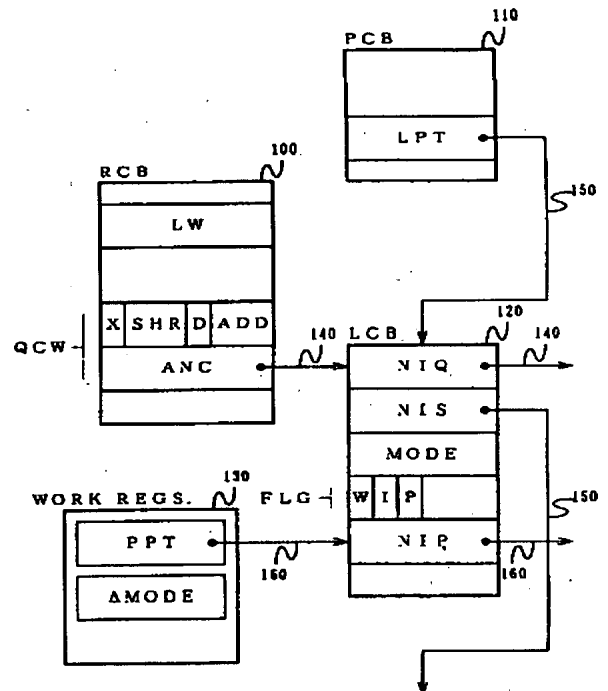 110
PCB
LPT
150
100
RCB
LW
X SHR D ADD
QCW
ANC
140
120
LCB
140
NIQ
NIS
MODE
FLG
W I P
150
NIP
160
130
WORK REGS.
PPT
160
ΔMODE